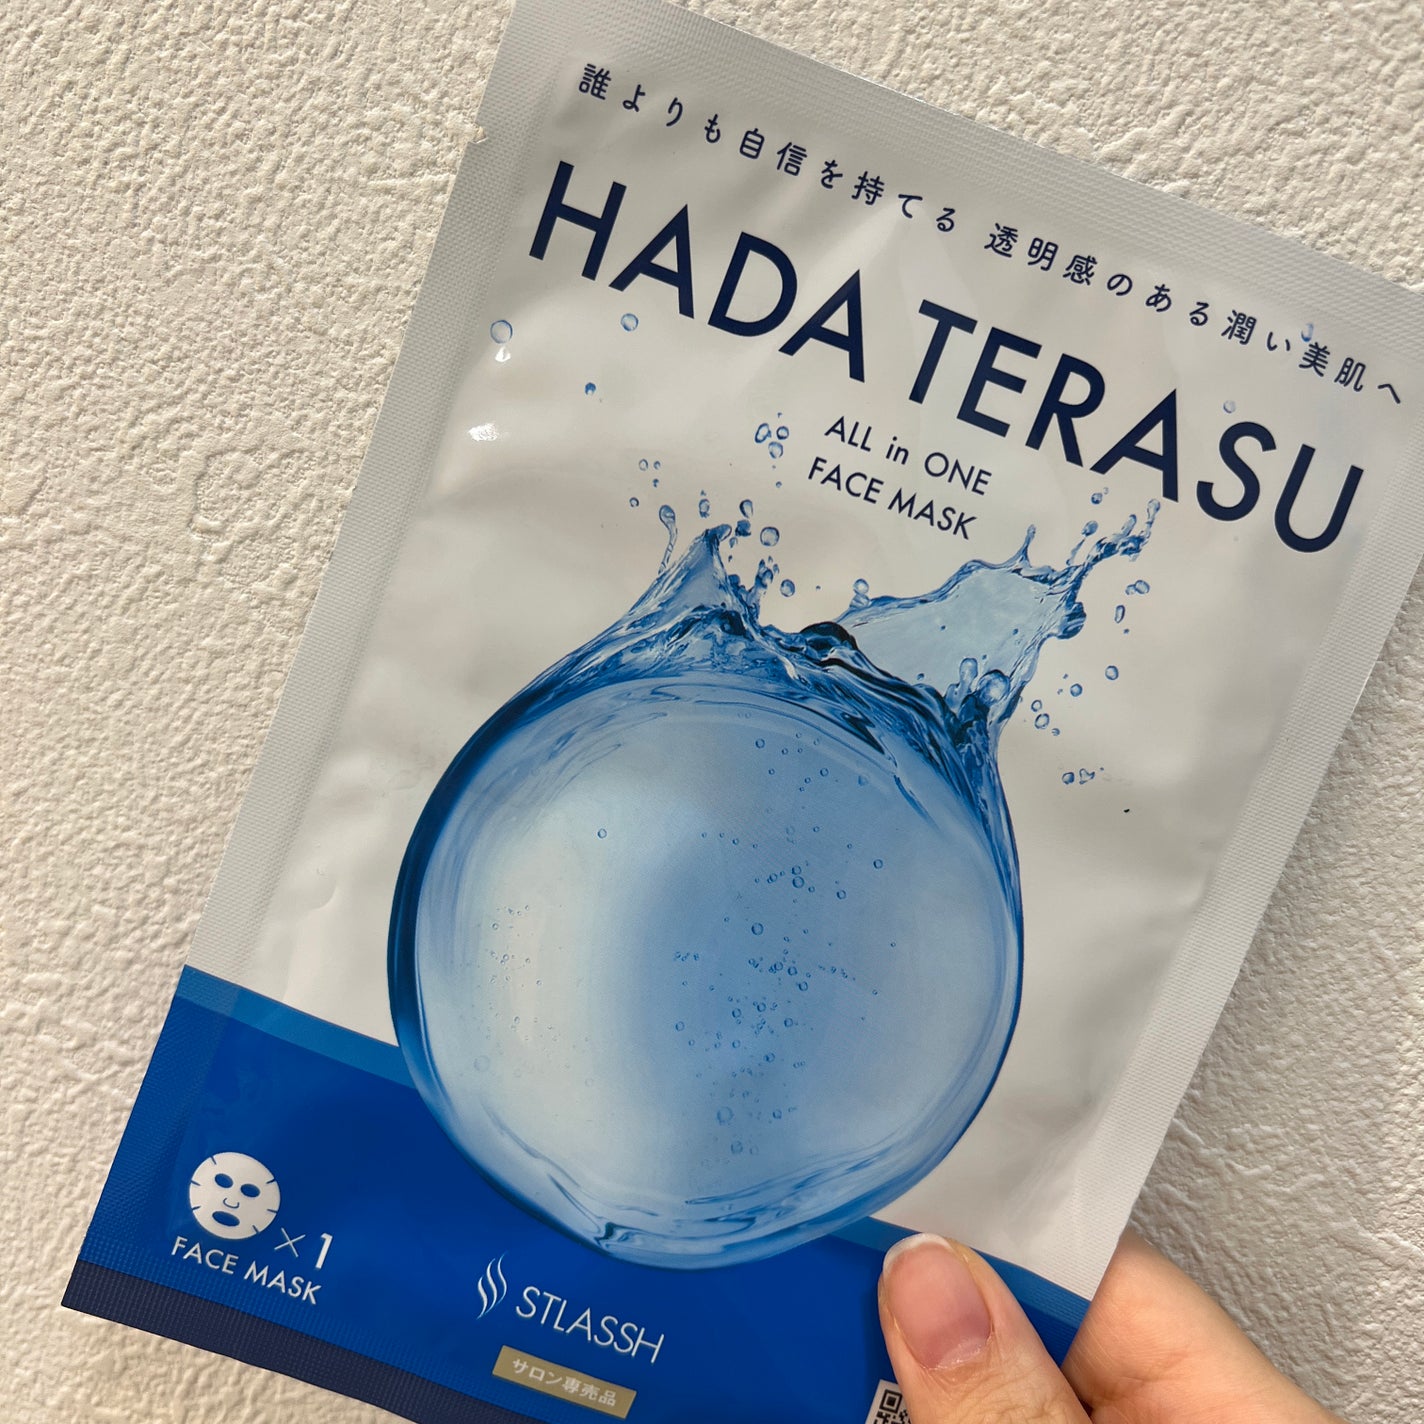 誰よりも自信を持てる 透明感のある潤い美肌へ
HADA TERASU
ALL in ONE
FACE MASK
×1
FACE MASK
STLASSH
サロン専売品